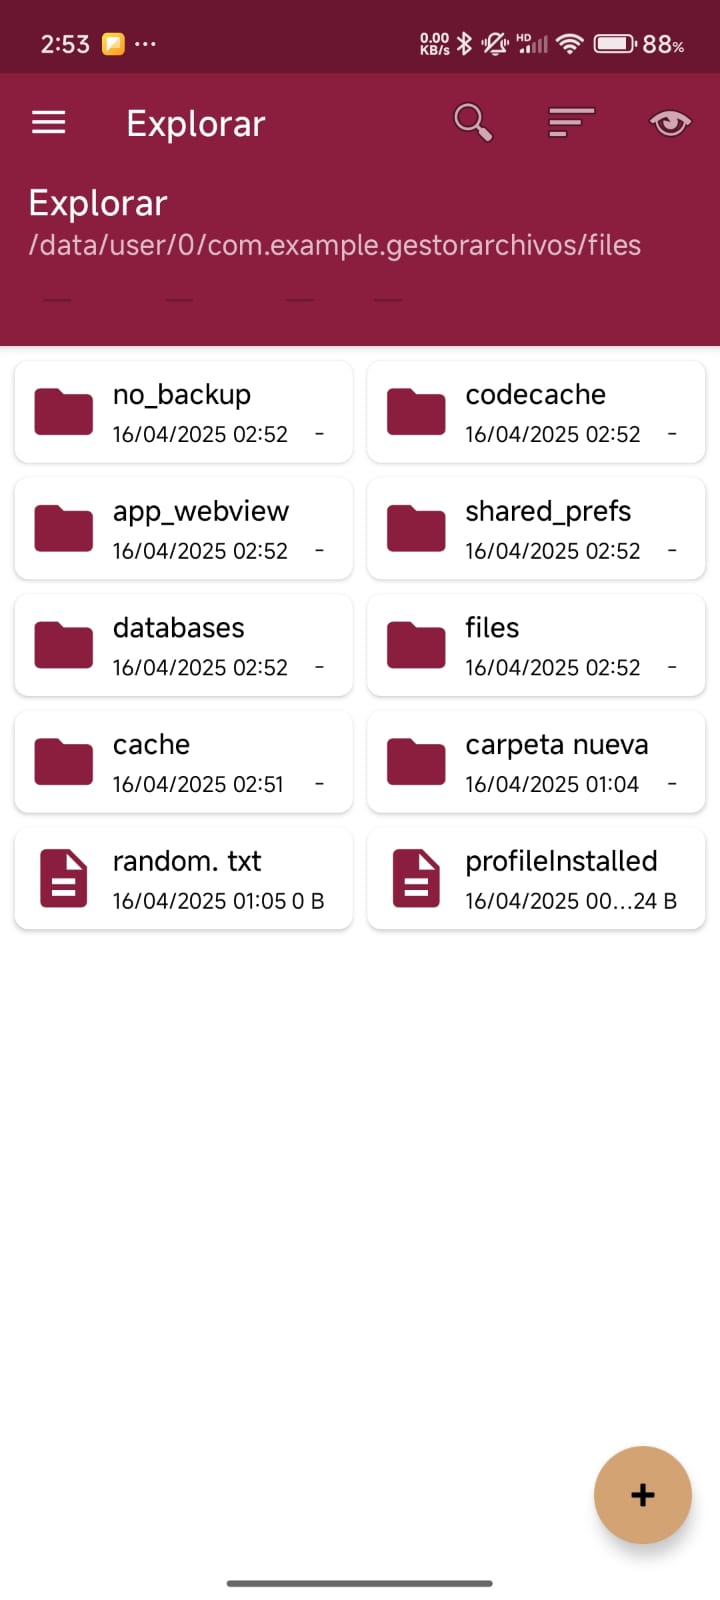 2:53
0.00
KB/s
HD
88%
Explorar
Explorar
/data/user/0/com.example.gestorarchivos/files
no_backup
16/04/2025 02:52 -
codecache
16/04/2025 02:52 -
app_webview
16/04/2025 02:52 -
shared_prefs
16/04/2025 02:52 -
databases
16/04/2025 02:52 -
files
16/04/2025 02:52 -
cache
16/04/2025 02:51 -
carpeta nueva
16/04/2025 01:04 -
random. txt
16/04/2025 01:05 0 B
profileInstalled
16/04/2025 00...24 B
+